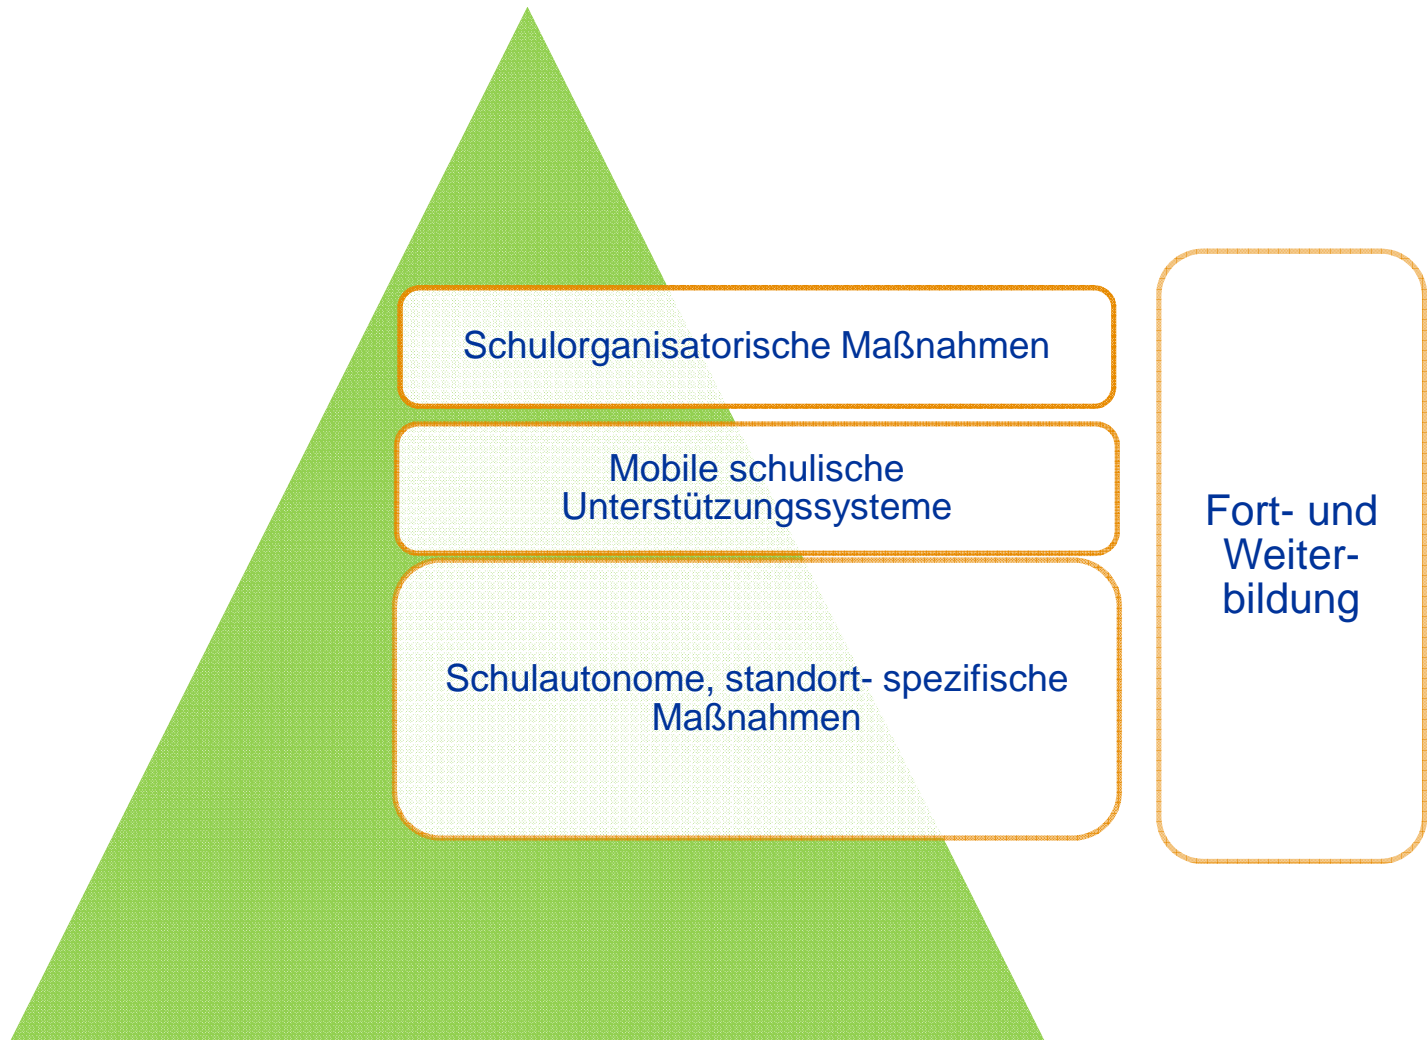 Schulorganisatorische Maßnahmen
Mobile schulische
Unterstützungssysteme
Schulautonome, standort- spezifische
Maßnahmen
Fort- und
Weiter-
bildung